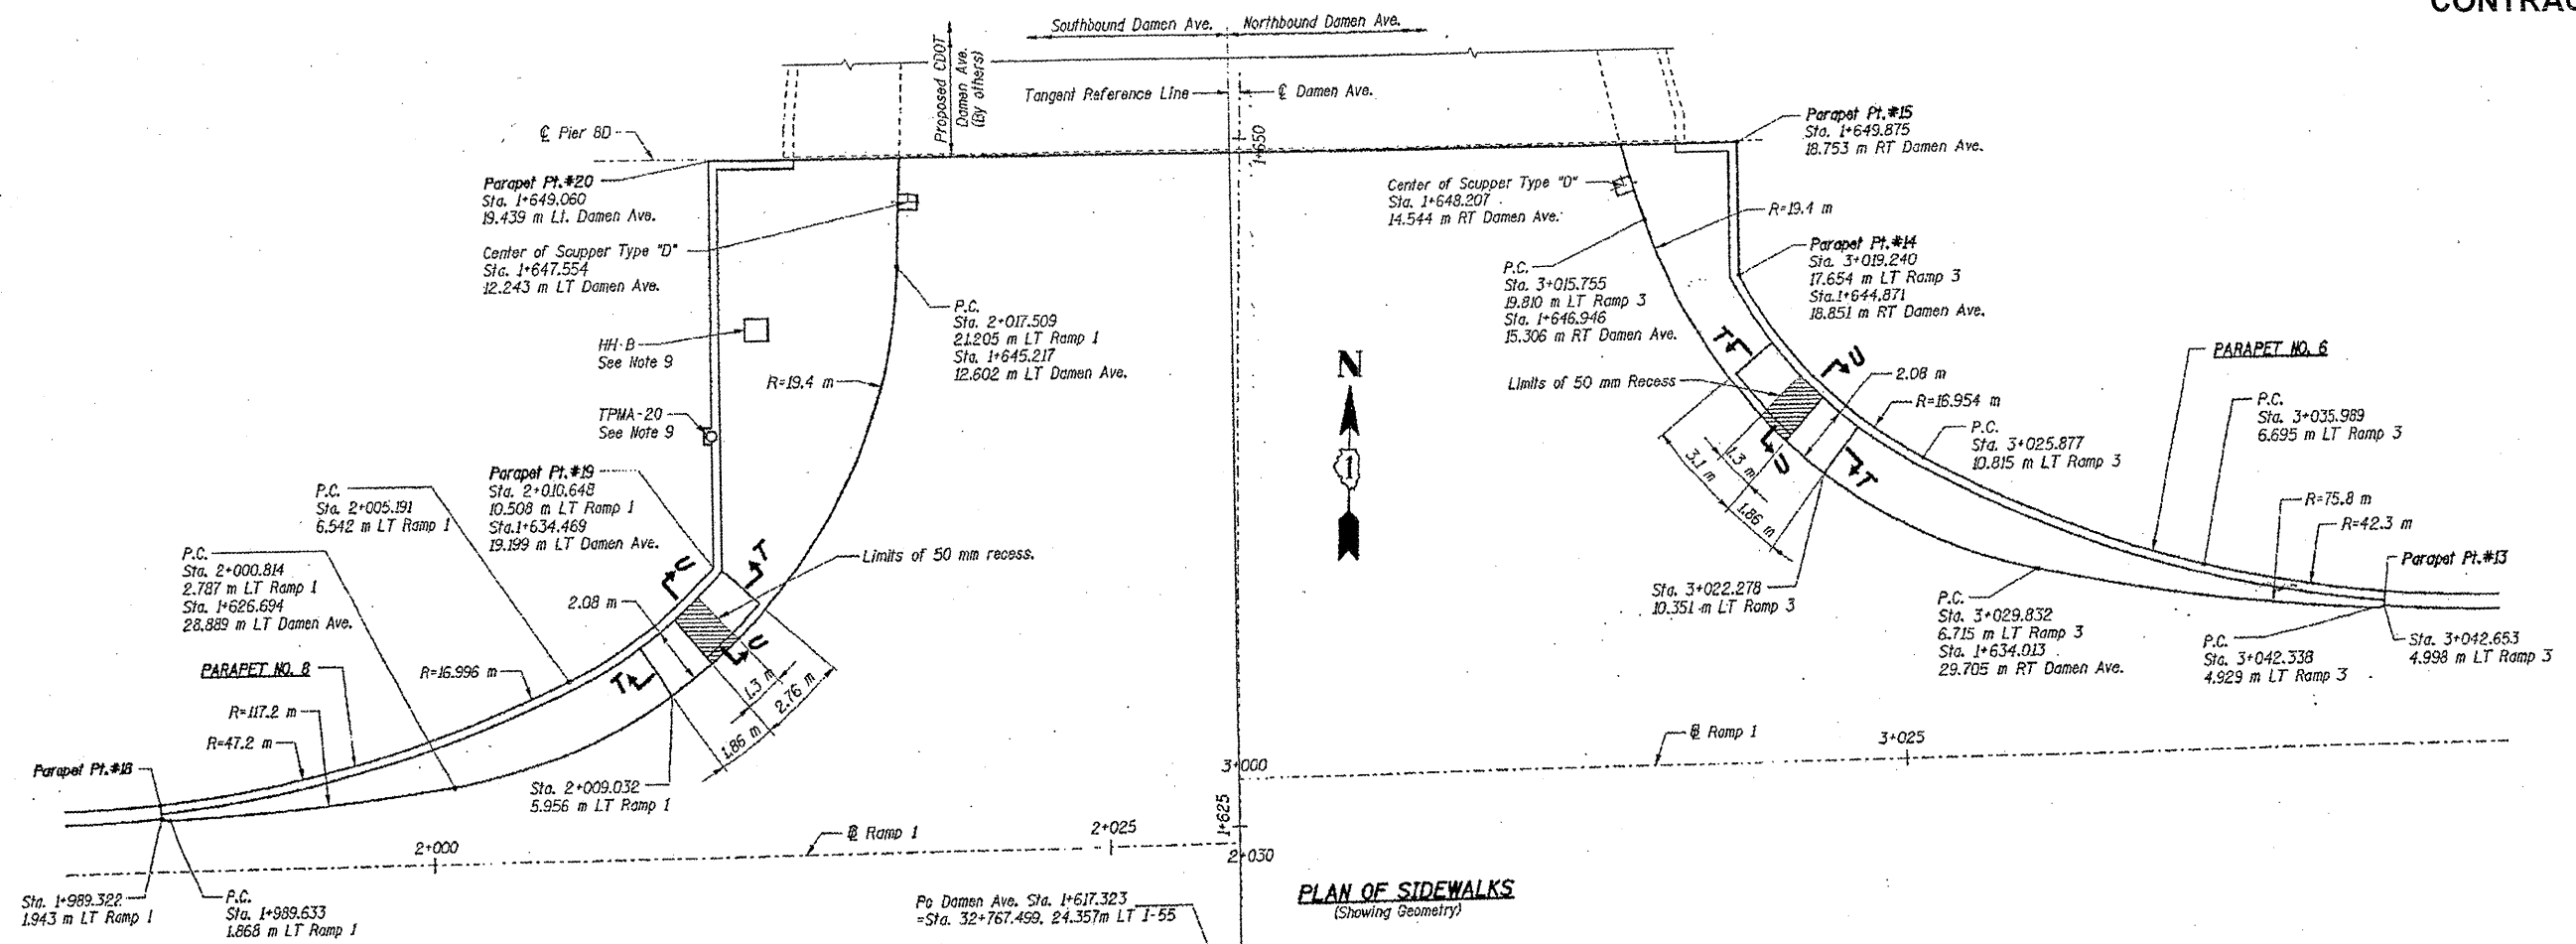 CONTRAC
Southbound Damen Ave.
Northbound Damen Ave.
Proposed CDOT
Damen Ave.
(By others)
Tangent Reference Line
℄ Damen Ave.
℄ Pier 8D
1+650
Parapet Pt.#15
Sta. 1+649.875
18.753 m RT Damen Ave.
Parapet Pt.#20
Sta. 1+649.060
19.439 m Lt. Damen Ave.
Center of Scupper Type "D"
Sta. 1+648.207
14.544 m RT Damen Ave.
R=19.4 m
Center of Scupper Type "D"
Sta. 1+647.554
12.243 m LT Damen Ave.
Parapet Pt.#14
Sta. 3+019.240
17.654 m LT Ramp 3
Sta.1+644.871
18.851 m RT Damen Ave.
P.C.
Sta. 3+015.755
19.810 m LT Ramp 3
Sta. 1+646.946
15.306 m RT Damen Ave.
P.C.
Sta. 2+017.509
21.205 m LT Ramp 1
Sta. 1+645.217
12.602 m LT Damen Ave.
HH-B
See Note 9
R=19.4 m
TPMA-20
See Note 9
N
1
T
U
Limits of 50 mm Recess
2.08 m
R=16.954 m
PARAPET NO. 6
P.C.
Sta. 3+035.989
6.695 m LT Ramp 3
P.C.
Sta. 3+025.877
10.815 m LT Ramp 3
U
T
3.1 m
1.3 m
1.86 m
R=75.8 m
R=42.3 m
Parapet Pt.#13
Parapet Pt.#19
Sta. 2+010.648
10.508 m LT Ramp 1
Sta.1+634.469
19.199 m LT Damen Ave.
P.C.
Sta. 2+005.191
6.542 m LT Ramp 1
P.C.
Sta. 2+000.814
2.787 m LT Ramp 1
Sta. 1+626.694
28.889 m LT Damen Ave.
U
T
Limits of 50 mm recess.
2.08 m
Sta. 3+022.278
10.351 m LT Ramp 3
P.C.
Sta. 3+029.832
6.715 m LT Ramp 3
Sta. 1+634.013
29.705 m RT Damen Ave.
P.C.
Sta. 3+042.338
4.929 m LT Ramp 3
Sta. 3+042.653
4.998 m LT Ramp 3
PARAPET NO. 8
R=16.996 m
T
U
1.3 m
2.76 m
1.86 m
R=117.2 m
R=47.2 m
Parapet Pt.#18
Sta. 2+009.032
5.956 m LT Ramp 1
℄ Ramp 1
3+025
3+000
1+625
2+030
2+000
℄ Ramp 1
2+025
Sta. 1+989.322
1.943 m LT Ramp 1
P.C.
Sta. 1+989.633
1.868 m LT Ramp 1
Po Damen Ave. Sta. 1+617.323
=Sta. 32+767.499, 24.357m LT I-55
PLAN OF SIDEWALKS
(Showing Geometry)